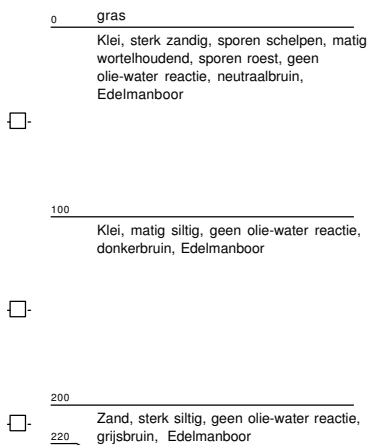 0 gras
Klei, sterk zandig, sporen schelpen, matig
wortelhoudend, sporen roest, geen
olie-water reactie, neutraalbruin,
Edelmanboor
100
Klei, matig siltig, geen olie-water reactie,
donkerbruin, Edelmanboor
200
Zand, sterk siltig, geen olie-water reactie,
220 grijsbruin, Edelmanboor